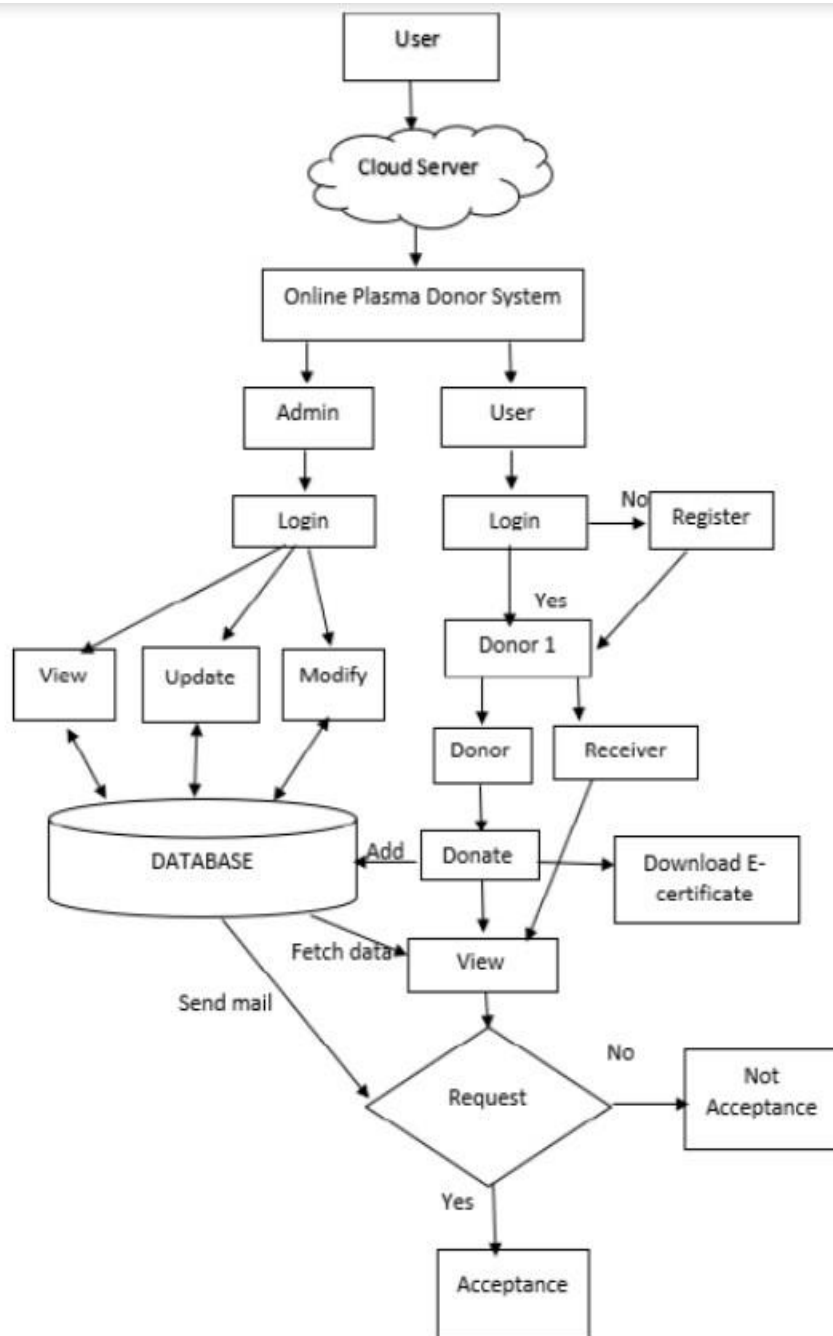 User
Cloud Server
Online Plasma Donor System
Admin
User
Login
Login
No
Register
Yes
Donor 1
View
Update
Modify
Donor
Receiver
DATABASE
Add
Donate
Download E-
certificate
Fetch data
View
Send mail
Request
No
Not
Acceptance
Yes
Acceptance